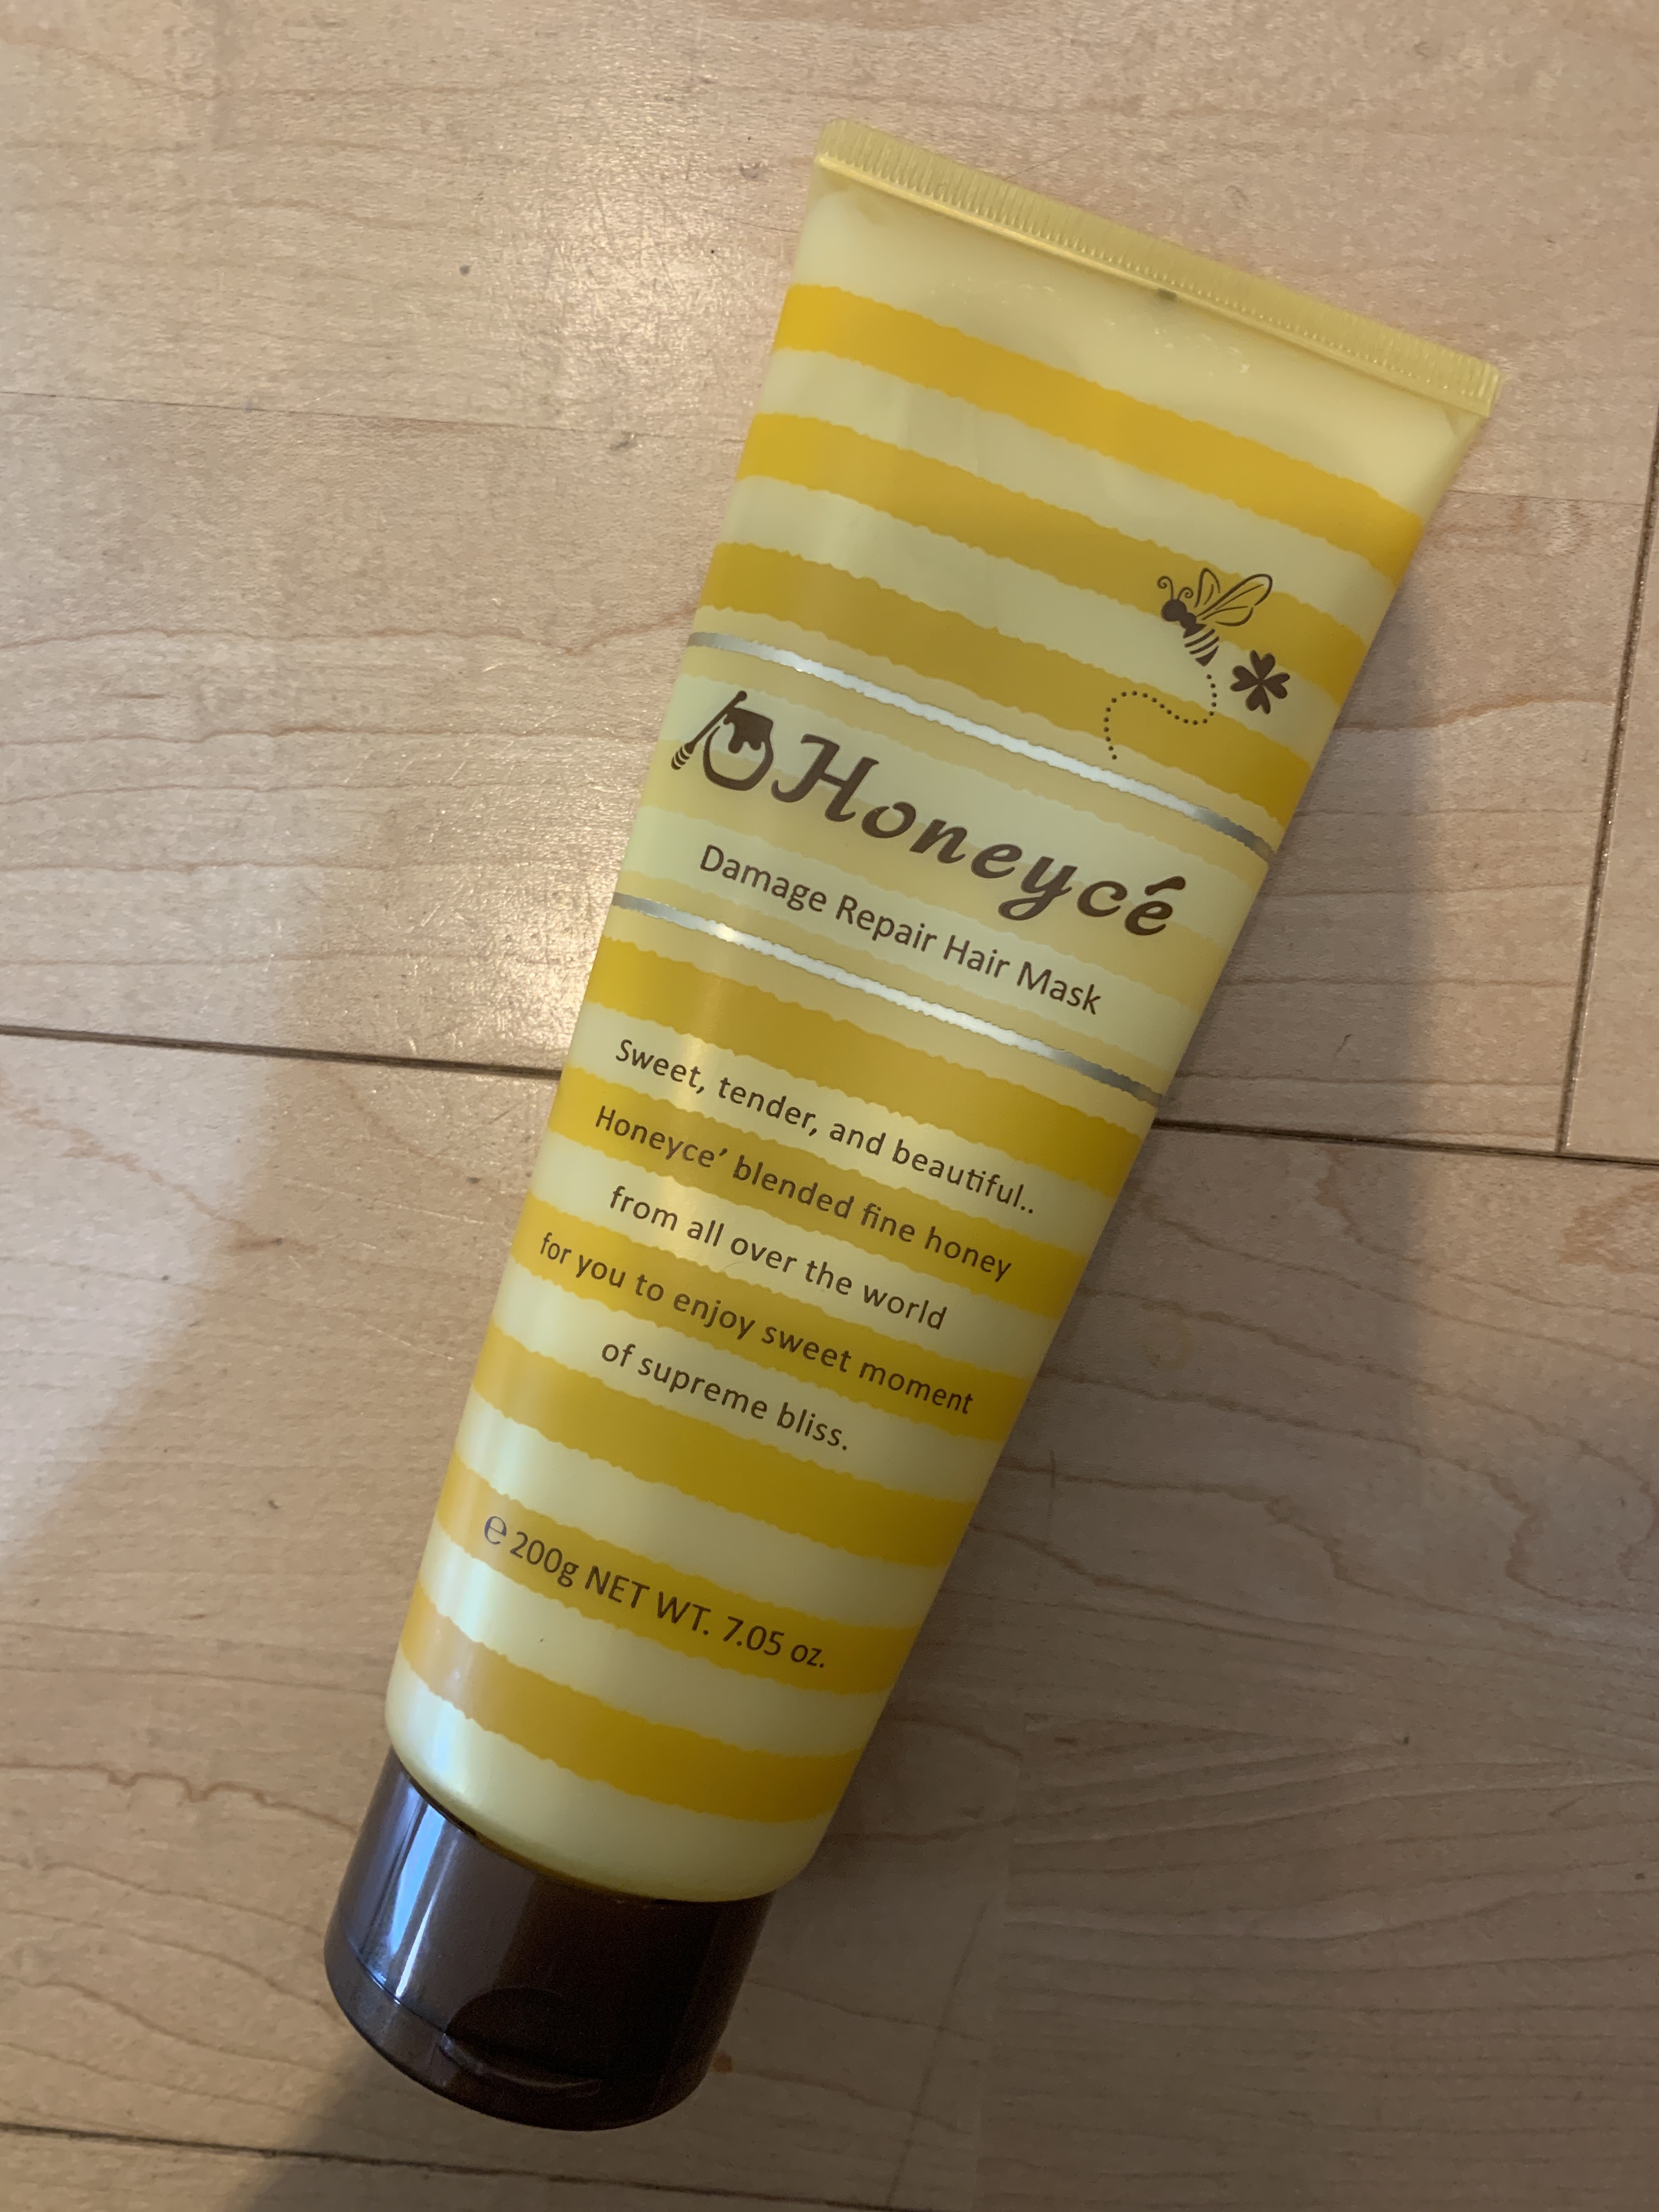 Honeycé
Damage Repair Hair Mask
Sweet, tender, and beautiful..
Honeyce’ blended fine honey
from all over the world
for you to enjoy sweet moment
of supreme bliss.
℮ 200g NET WT. 7.05 oz.